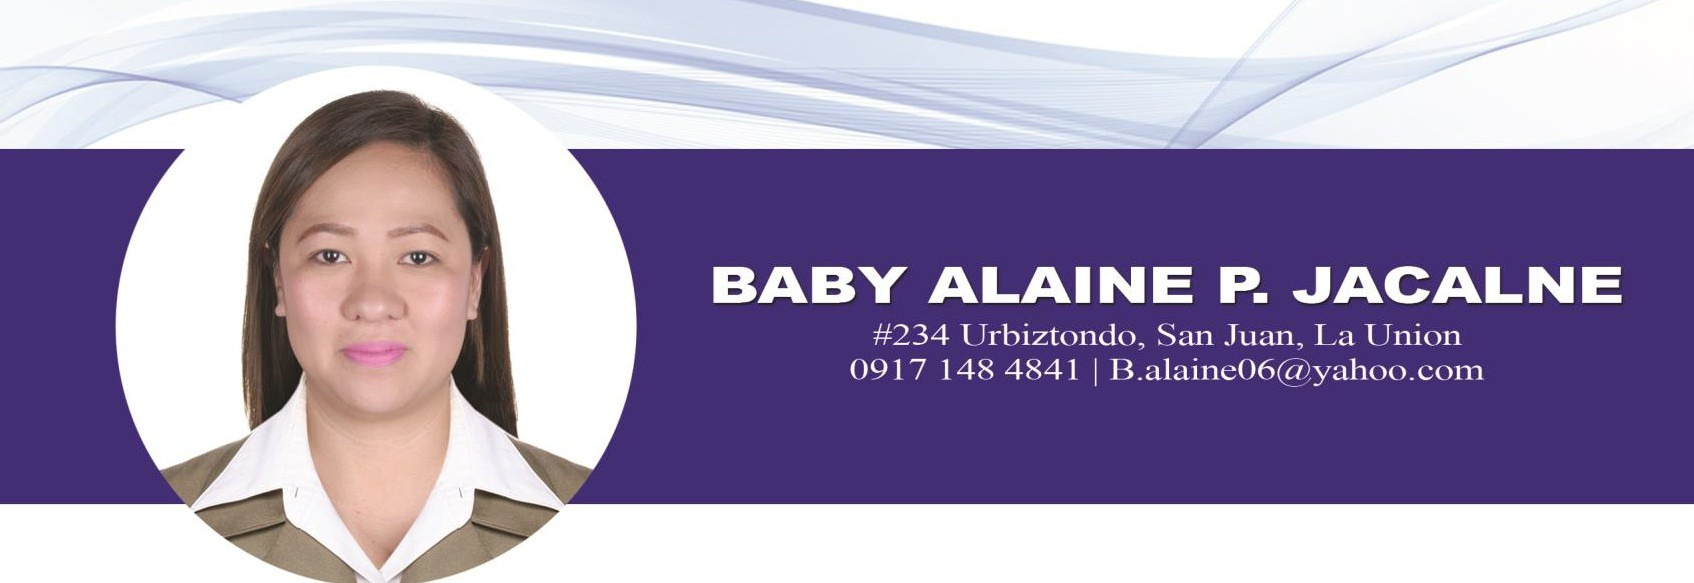 BABY ALAINE P. JACALNE
#234 Urbiztondo, San Juan, La Union
0917 148 4841 | B.alaine06@yahoo.com